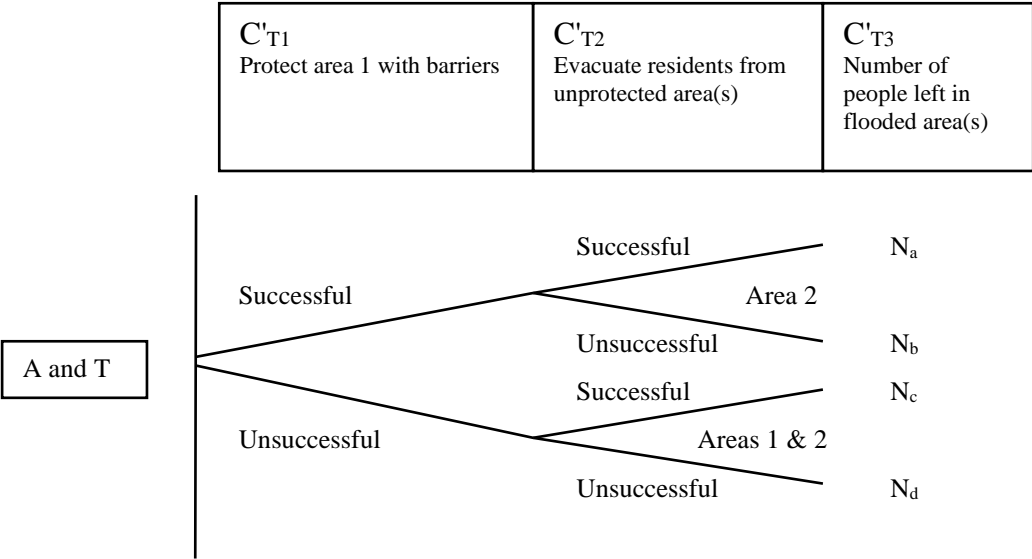 C'T1
Protect area 1 with barriers
C'T2
Evacuate residents from
unprotected area(s)
C'T3
Number of
people left in
flooded area(s)
A and T
Successful
Unsuccessful
Successful
Area 2
Unsuccessful
Successful
Areas 1 & 2
Unsuccessful
Na
Nb
Nc
Nd